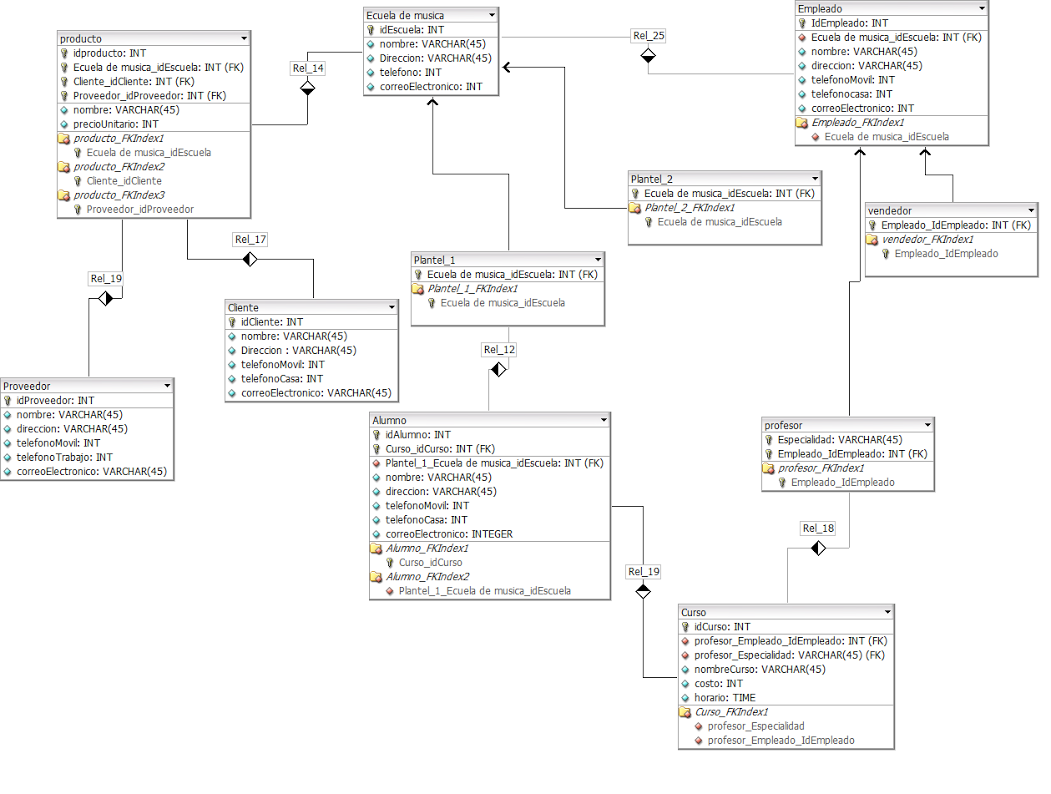 Ecuela de musica
idEscuela: INT
nombre: VARCHAR(45)
Direccion: VARCHAR(45)
telefono: INT
correoElectronico: INT
Empleado
IdEmpleado: INT
Ecuela de musica_idEscuela: INT (FK)
nombre: VARCHAR(45)
direccion: VARCHAR(45)
telefonoMovil: INT
telefonocasa: INT
correoElectronico: INT
Empleado_FKIndex1
Ecuela de musica_idEscuela
Rel_25
producto
idproducto: INT
Ecuela de musica_idEscuela: INT (FK)
Cliente_idCliente: INT (FK)
Proveedor_idProveedor: INT (FK)
nombre: VARCHAR(45)
precioUnitario: INT
producto_FKIndex1
Ecuela de musica_idEscuela
producto_FKIndex2
Cliente_idCliente
producto_FKIndex3
Proveedor_idProveedor
Rel_14
Plantel_2
Ecuela de musica_idEscuela: INT (FK)
Plantel_2_FKIndex1
Ecuela de musica_idEscuela
vendedor
Empleado_IdEmpleado: INT (FK)
vendedor_FKIndex1
Empleado_IdEmpleado
Rel_17
Plantel_1
Ecuela de musica_idEscuela: INT (FK)
Plantel_1_FKIndex1
Ecuela de musica_idEscuela
Rel_19
Cliente
idCliente: INT
nombre: VARCHAR(45)
Direccion : VARCHAR(45)
telefonoMovil: INT
telefonoCasa: INT
correoElectronico: VARCHAR(45)
Rel_12
Proveedor
idProveedor: INT
nombre: VARCHAR(45)
direccion: VARCHAR(45)
telefonoMovil: INT
telefonoTrabajo: INT
correoElectronico: VARCHAR(45)
Alumno
idAlumno: INT
Curso_idCurso: INT (FK)
Plantel_1_Ecuela de musica_idEscuela: INT (FK)
nombre: VARCHAR(45)
direccion: VARCHAR(45)
telefonoMovil: INT
telefonoCasa: INT
correoElectronico: INTEGER
Alumno_FKIndex1
Curso_idCurso
Alumno_FKIndex2
Plantel_1_Ecuela de musica_idEscuela
profesor
Especialidad: VARCHAR(45)
Empleado_IdEmpleado: INT (FK)
profesor_FKIndex1
Empleado_IdEmpleado
Rel_18
Rel_19
Curso
idCurso: INT
profesor_Empleado_IdEmpleado: INT (FK)
profesor_Especialidad: VARCHAR(45) (FK)
nombreCurso: VARCHAR(45)
costo: INT
horario: TIME
Curso_FKIndex1
profesor_Especialidad
profesor_Empleado_IdEmpleado